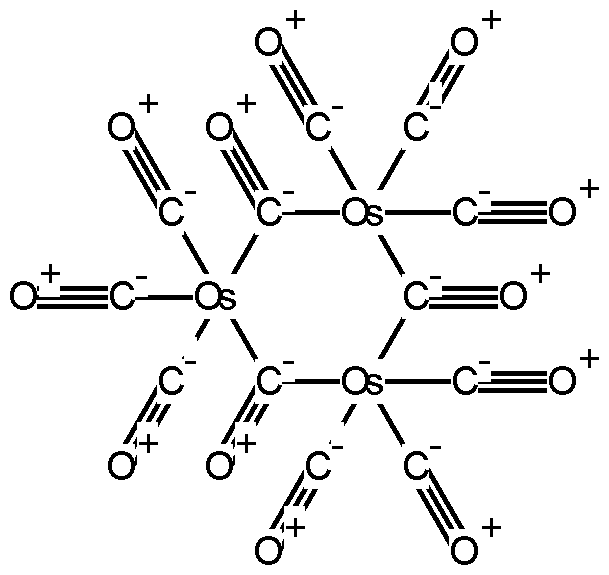 O+ O+
O+ O+ C- C-
C- C- Os C- O+
O+ C- Os C- O+
C- C- Os C- O+
O+ O+ C- C-
O+ O+